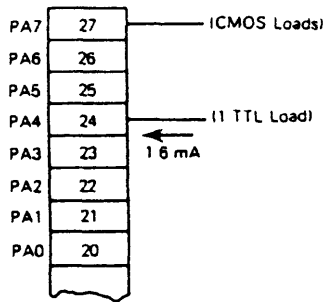 PA7 27 (CMOS Loads)
PA6 26
PA5 25
PA4 24 (1 TTL Load)
1 6 mA
PA3 23
PA2 22
PA1 21
PA0 20